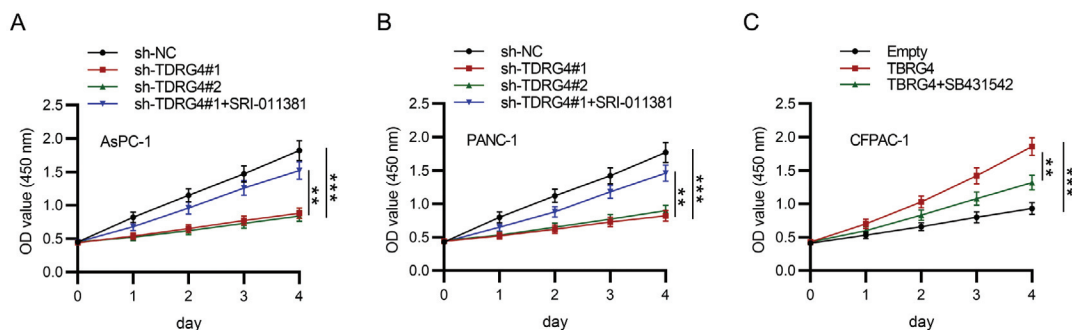 A
sh-NC
sh-TDRG4#1
sh-TDRG4#2
sh-TDRG4#1+SRI-011381
OD value (450 nm)
2.5
2.0
1.5
1.0
0.5
0.0
AsPC-1
**
***
0 1 2 3 4
day
B
sh-NC
sh-TDRG4#1
sh-TDRG4#2
sh-TDRG4#1+SRI-011381
OD value (450 nm)
2.5
2.0
1.5
1.0
0.5
0.0
PANC-1
**
***
0 1 2 3 4
day
C
Empty
TBRG4
TBRG4+SB431542
OD value (450 nm)
2.5
2.0
1.5
1.0
0.5
0.0
CFPAC-1
**
***
0 1 2 3 4
day